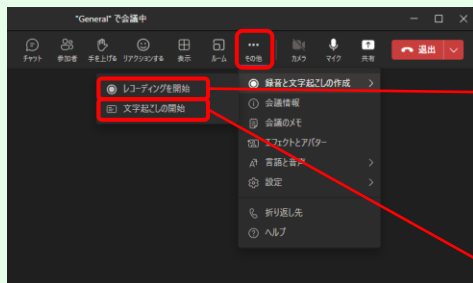 "General" で会議中
チャット 参加者 手を上げる リアクションする 表示 ルーム その他 カメラ マイク 共有 退出
レコーディングを開始
文字起こしの開始
録音と文字起こしの作成
会議情報
会議のメモ
エフェクトとアバター
言語と音声
設定
折り返し先
ヘルプ